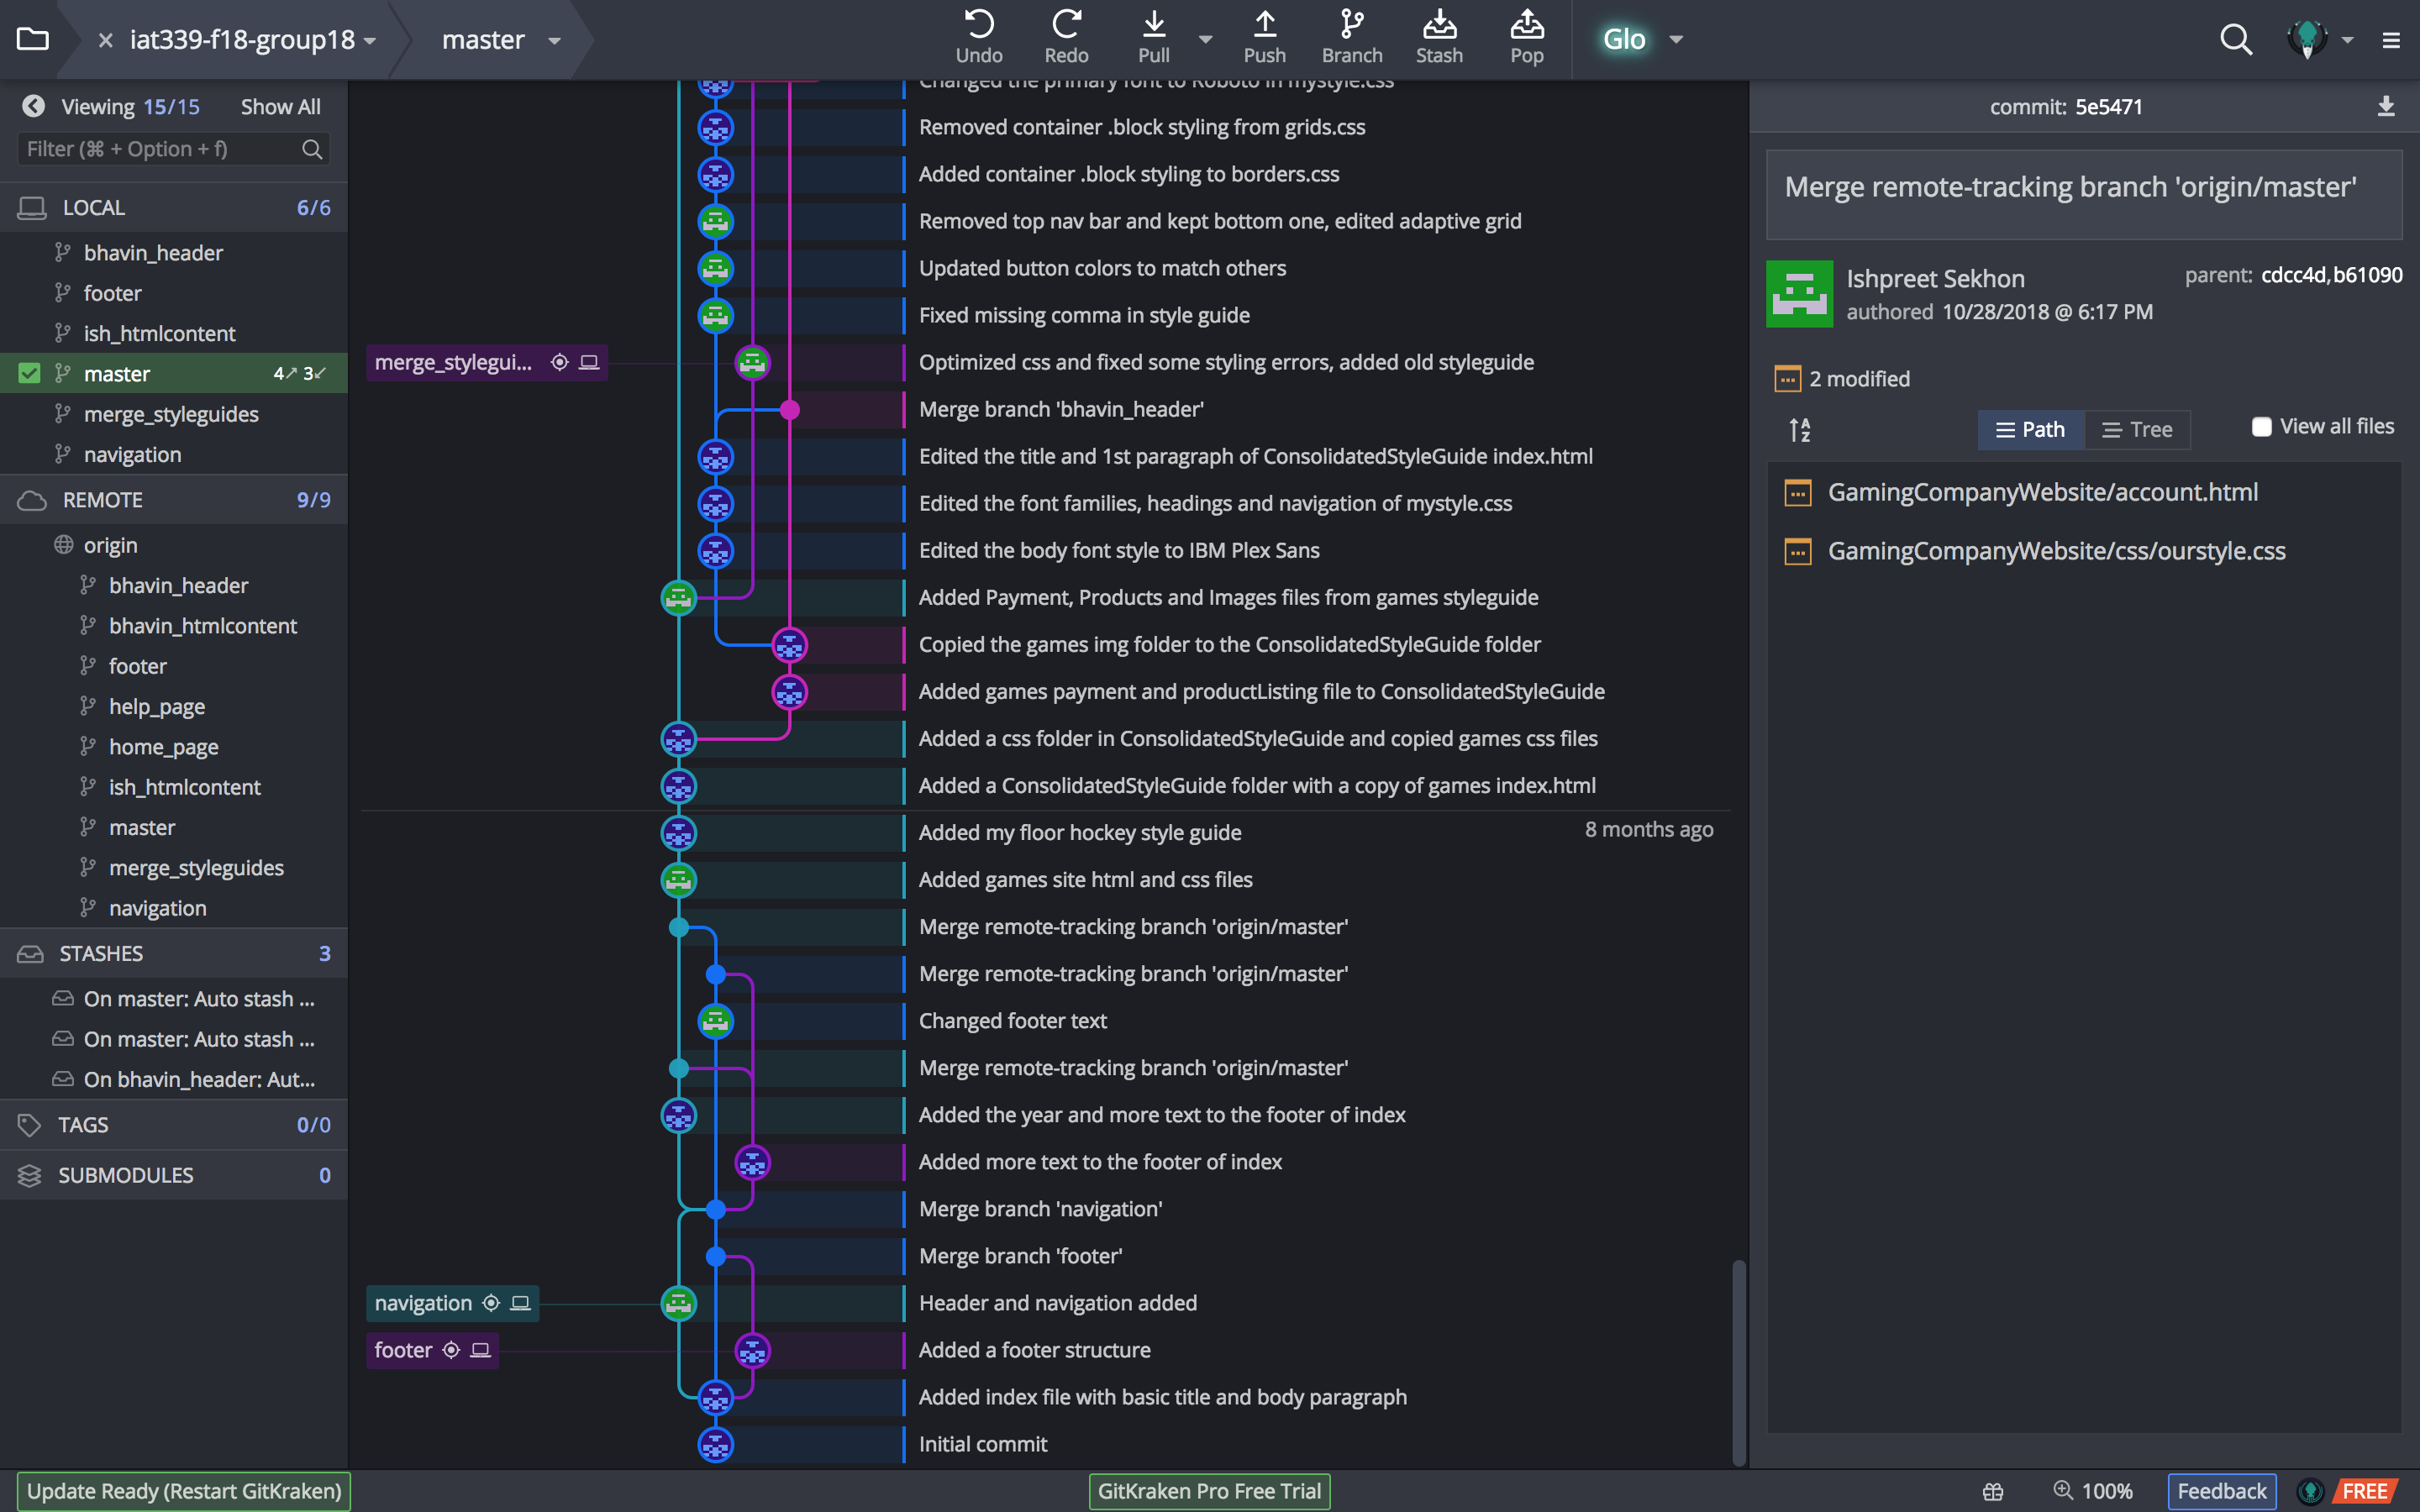 iat339-f18-group18
master
Undo
Redo
Pull
Push
Branch
Stash
Pop
Glo
Viewing 15/15 Show All
Filter (⌘ + Option + f)
LOCAL 6/6
bhavin_header
footer
ish_htmlcontent
master 4↗ 3↙
merge_styleguides
navigation
REMOTE 9/9
origin
bhavin_header
bhavin_htmlcontent
footer
help_page
home_page
ish_htmlcontent
master
merge_styleguides
navigation
STASHES 3
On master: Auto stash ...
On master: Auto stash ...
On bhavin_header: Aut...
TAGS 0/0
SUBMODULES 0
Changed the primary font to Roboto in mystyle.css
Removed container .block styling from grids.css
Added container .block styling to borders.css
Removed top nav bar and kept bottom one, edited adaptive grid
Updated button colors to match others
Fixed missing comma in style guide
merge_stylegui... Optimized css and fixed some styling errors, added old styleguide
Merge branch 'bhavin_header'
Edited the title and 1st paragraph of ConsolidatedStyleGuide index.html
Edited the font families, headings and navigation of mystyle.css
Edited the body font style to IBM Plex Sans
Added Payment, Products and Images files from games styleguide
Copied the games img folder to the ConsolidatedStyleGuide folder
Added games payment and productListing file to ConsolidatedStyleGuide
Added a css folder in ConsolidatedStyleGuide and copied games css files
Added a ConsolidatedStyleGuide folder with a copy of games index.html
Added my floor hockey style guide 8 months ago
Added games site html and css files
Merge remote-tracking branch 'origin/master'
Merge remote-tracking branch 'origin/master'
Changed footer text
Merge remote-tracking branch 'origin/master'
Added the year and more text to the footer of index
Added more text to the footer of index
Merge branch 'navigation'
Merge branch 'footer'
navigation Header and navigation added
footer Added a footer structure
Added index file with basic title and body paragraph
Initial commit
commit: 5e5471
Merge remote-tracking branch 'origin/master'
Ishpreet Sekhon
authored 10/28/2018 @ 6:17 PM
parent: cdcc4d,b61090
2 modified
A
Z
Path
Tree
View all files
GamingCompanyWebsite/account.html
GamingCompanyWebsite/css/ourstyle.css
Update Ready (Restart GitKraken)
GitKraken Pro Free Trial
100%
Feedback
FREE